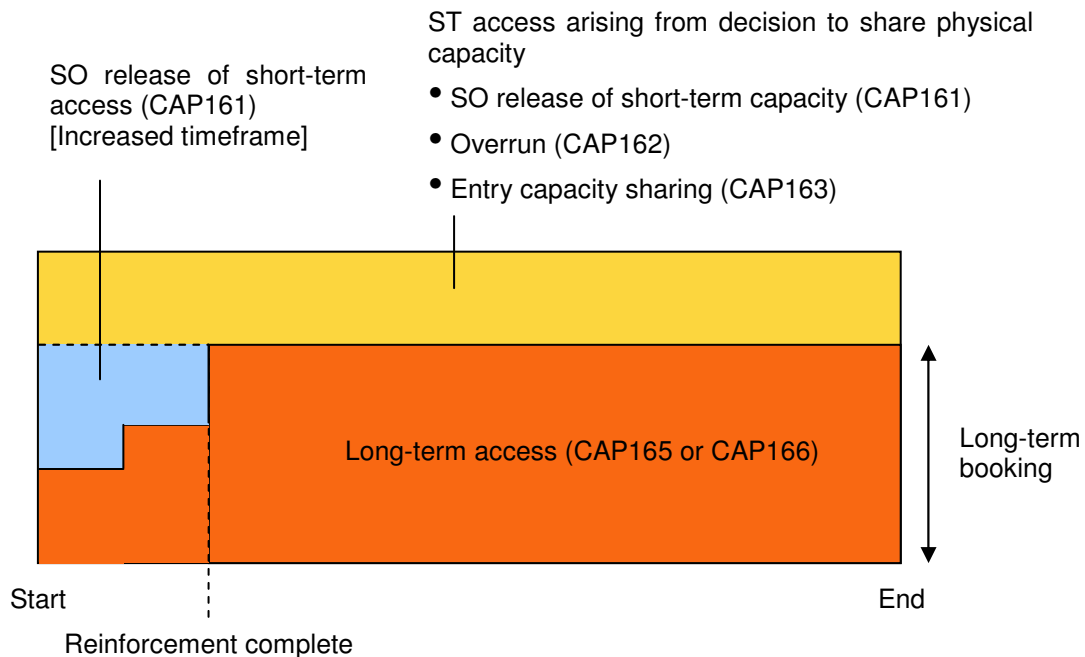 SO release of short-term
access (CAP161)
[Increased timeframe]
ST access arising from decision to share physical
capacity
• SO release of short-term capacity (CAP161)
• Overrun (CAP162)
• Entry capacity sharing (CAP163)
Long-term access (CAP165 or CAP166)
Long-term
booking
Start
End
Reinforcement complete